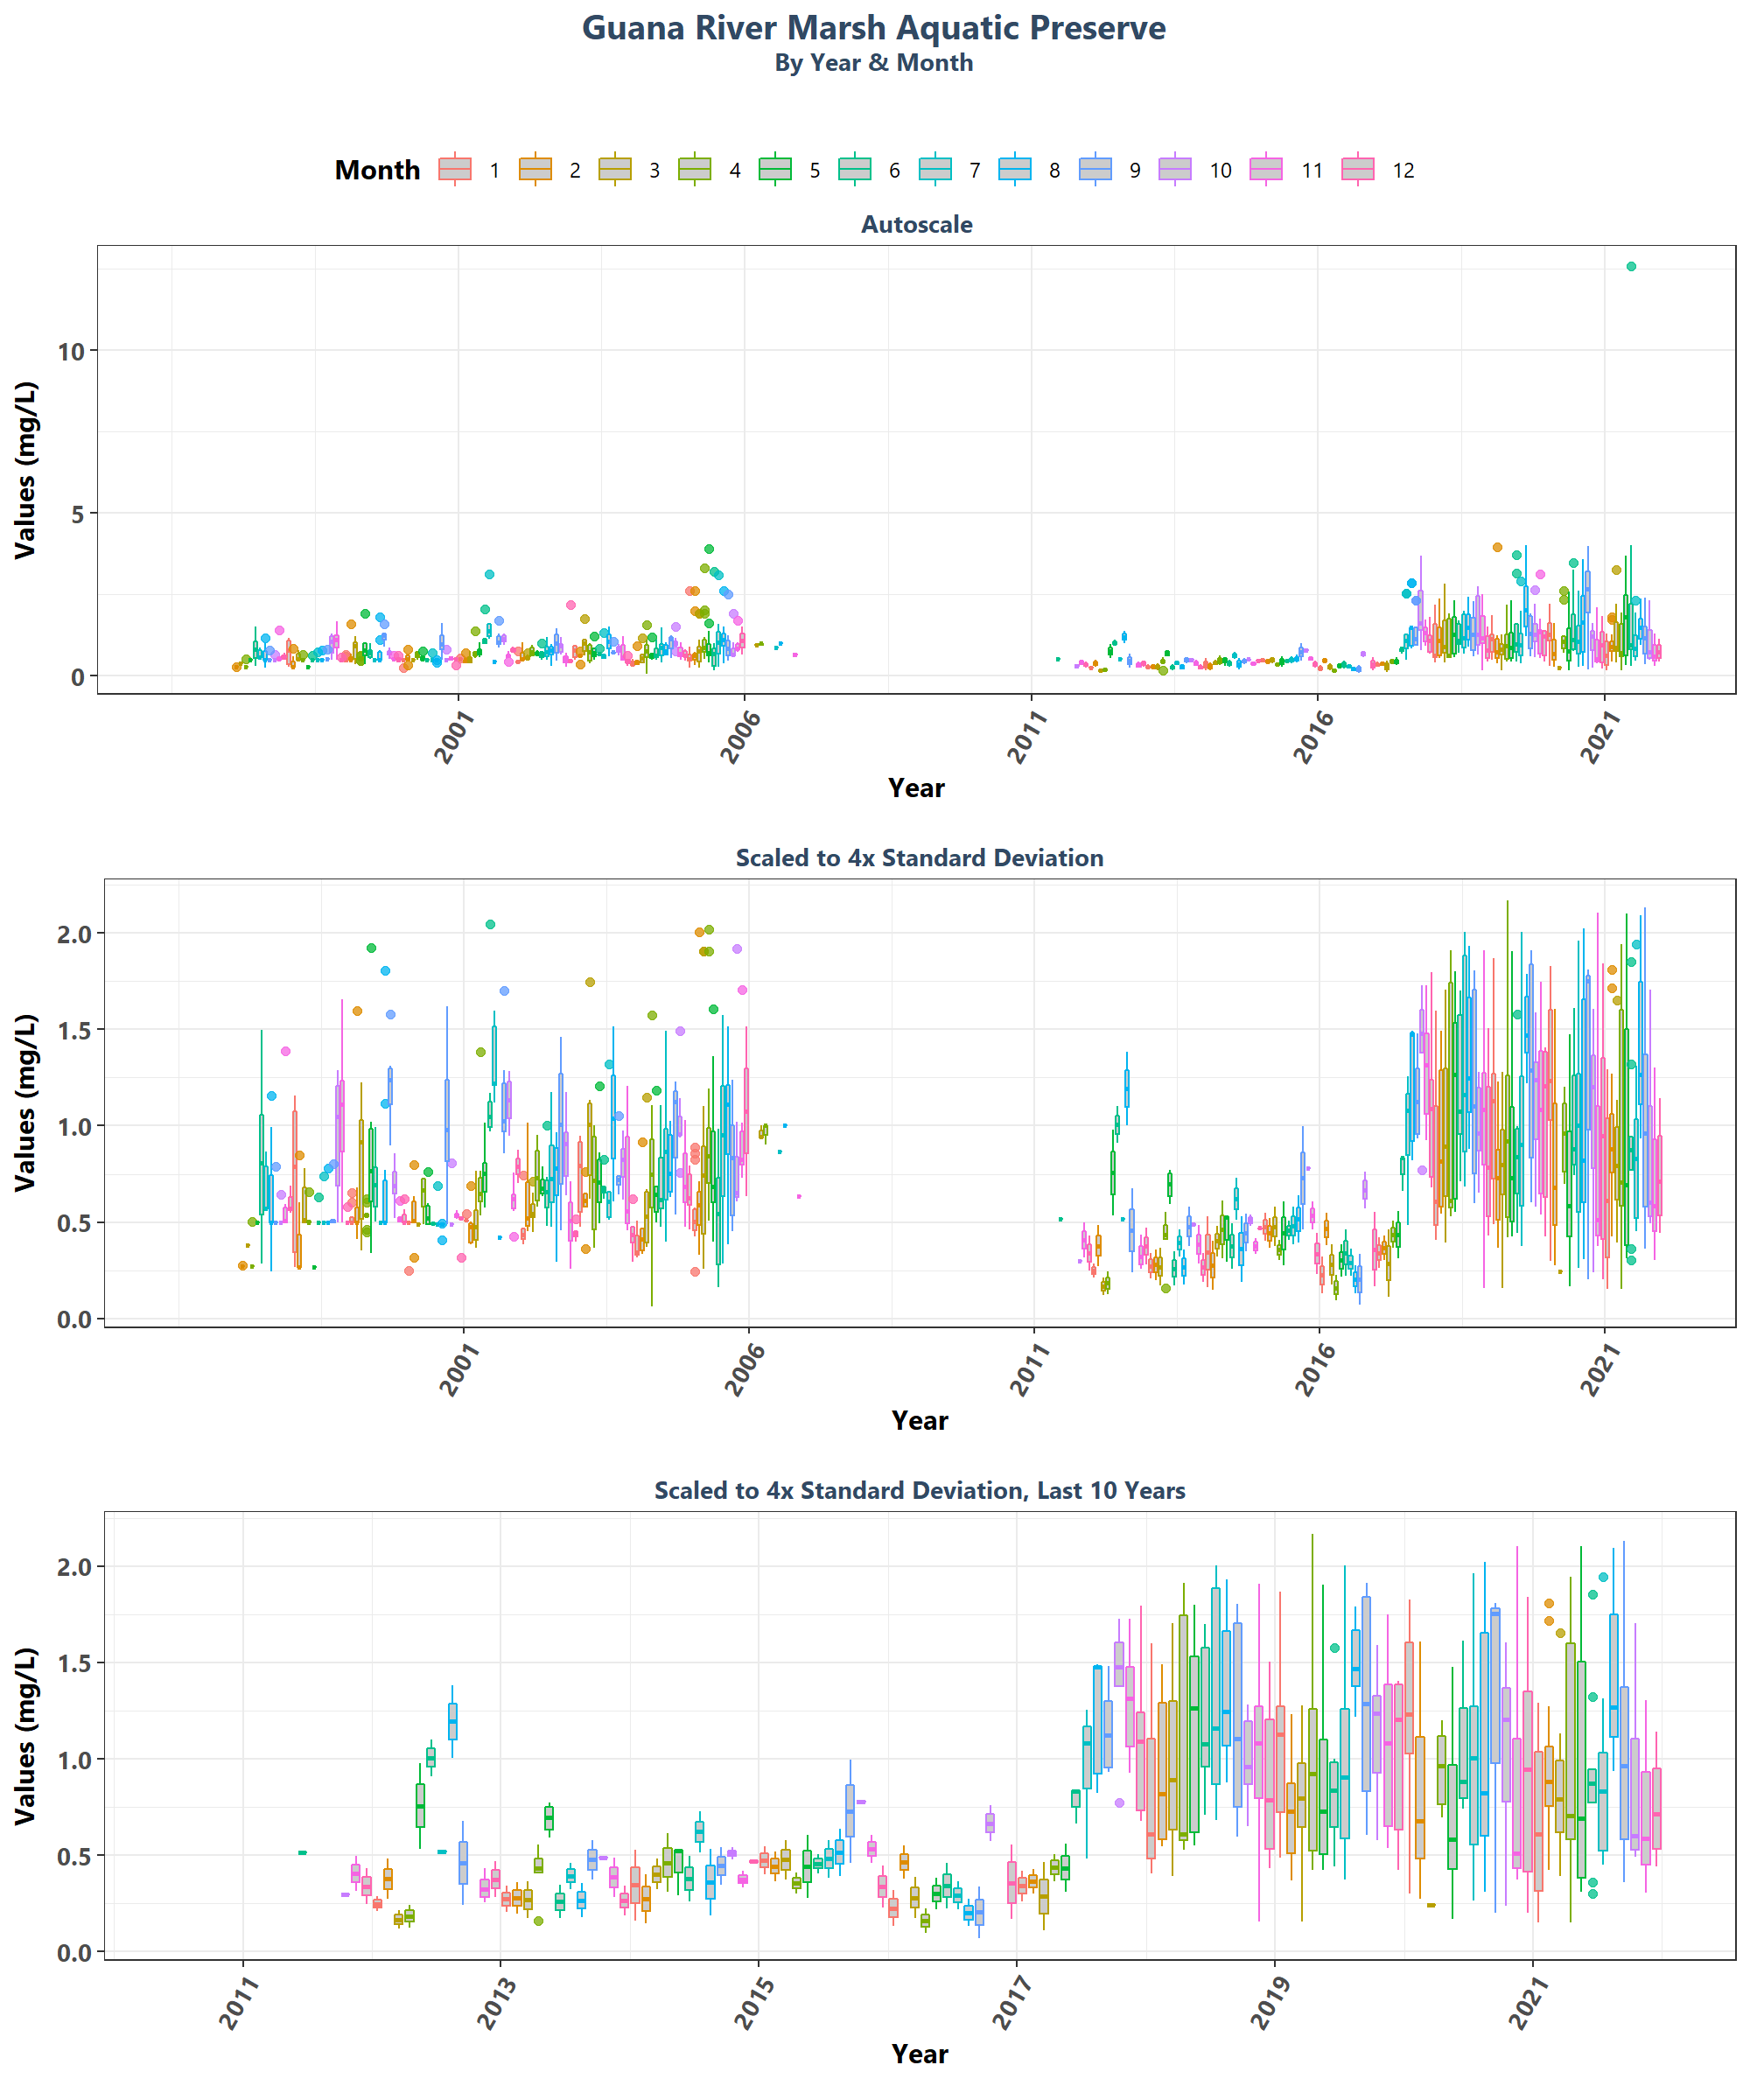 Guana River Marsh Aquatic Preserve
By Year & Month
Month 1 2 3 4 5 6 7 8 9 10 11 12
Autoscale
Values (mg/L)
10
5
0
2001 2006 2011 2016 2021
Year
Scaled to 4x Standard Deviation
Values (mg/L)
2.0
1.5
1.0
0.5
0.0
2001 2006 2011 2016 2021
Year
Scaled to 4x Standard Deviation, Last 10 Years
Values (mg/L)
2.0
1.5
1.0
0.5
0.0
2011 2013 2015 2017 2019 2021
Year